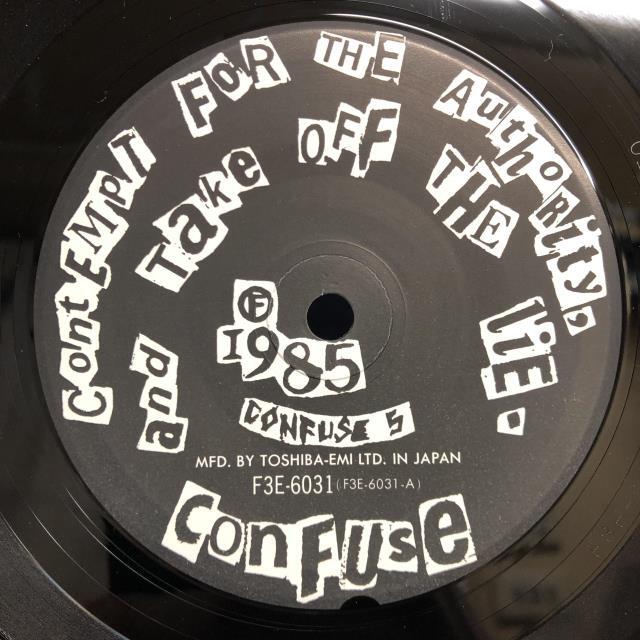 contEMpT FOR THE AuthoRity,
and TakE OFF THE LiE.
Ⓕ
1985
CONFUSE 5
MFD. BY TOSHIBA-EMI LTD. IN JAPAN
F3E-6031 (F3E-6031-A)
conFUsE